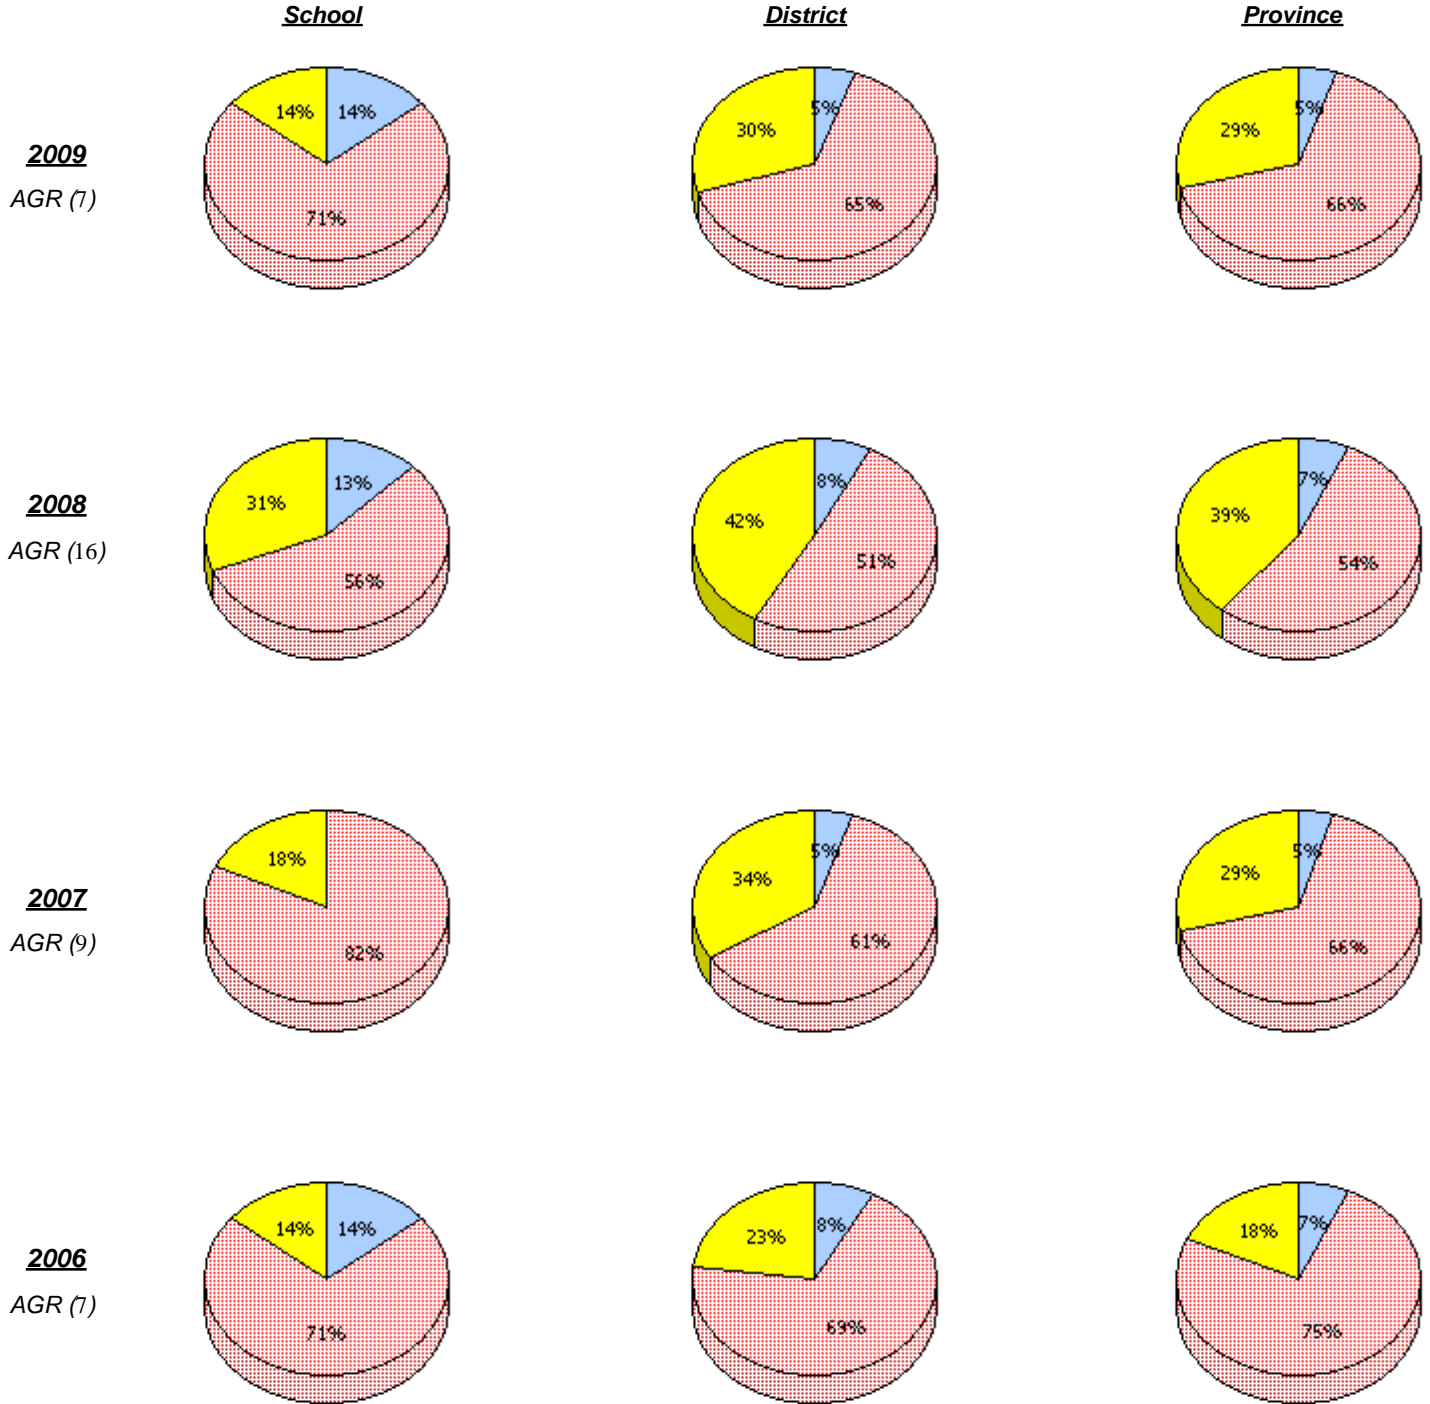 School District Province
14% 14% 71%
30% 5% 65%
29% 5% 66%
2009
AGR (7)
31% 13% 56%
42% 8% 51%
39% 7% 54%
2008
AGR (16)
18% 82%
34% 5% 61%
29% 5% 66%
2007
AGR (9)
14% 14% 71%
23% 8% 69%
18% 7% 75%
2006
AGR (7)